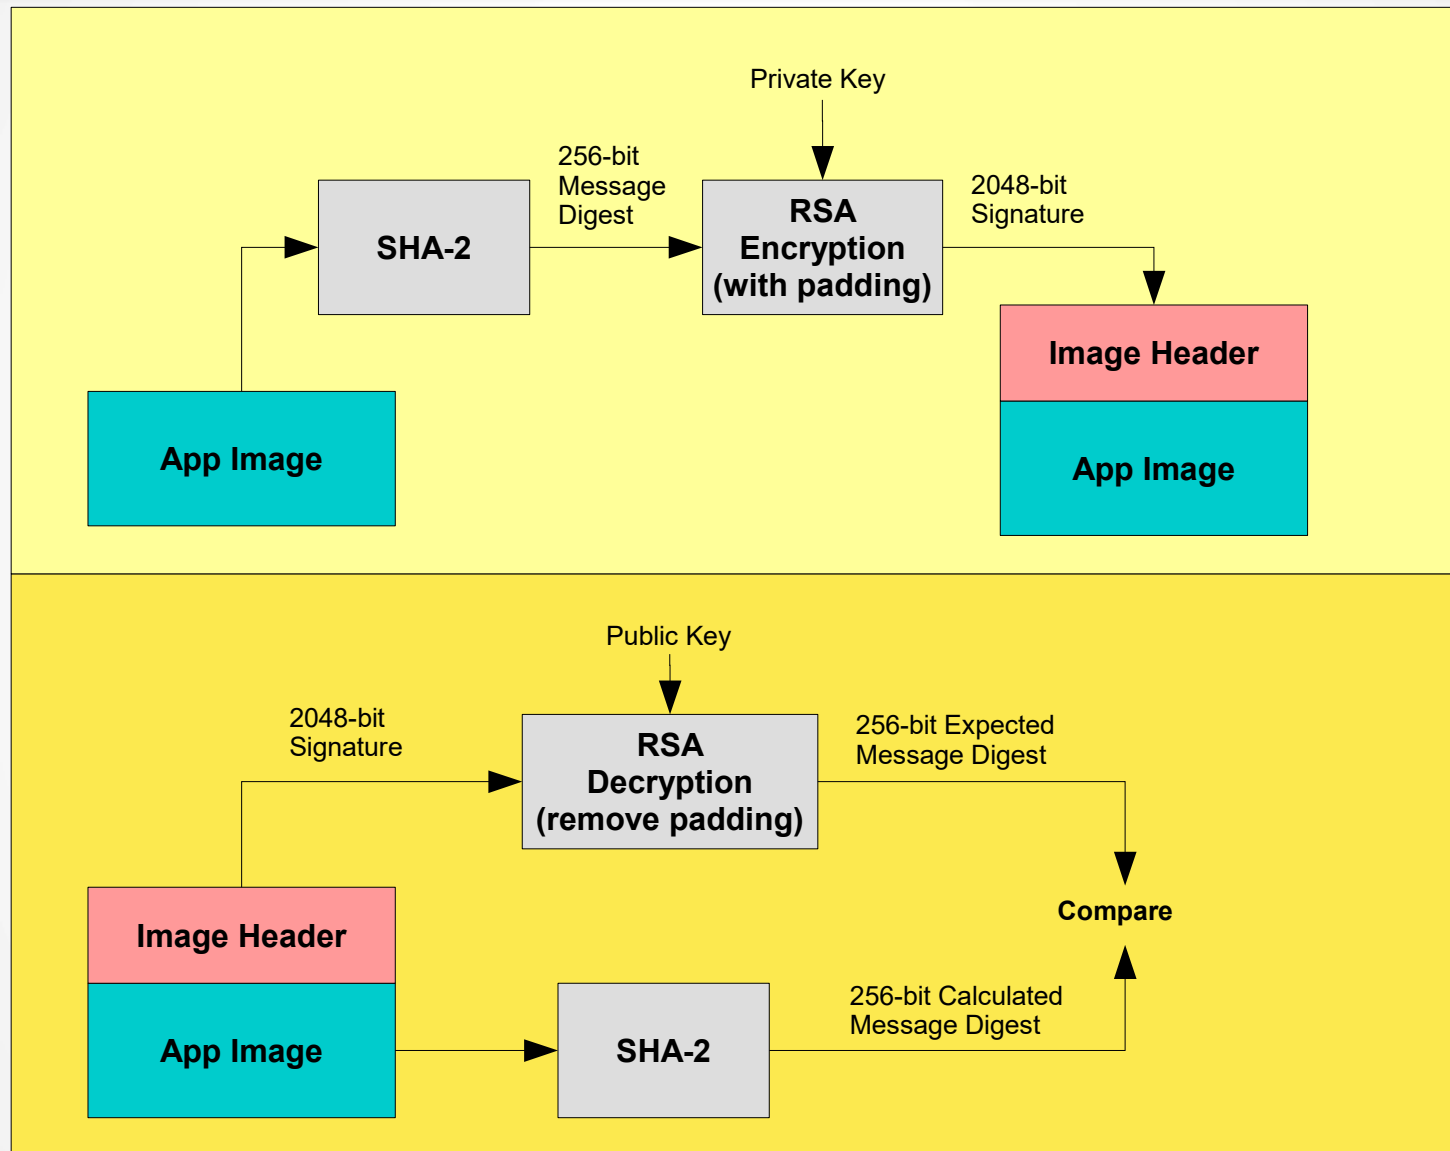 Private Key
256-bit
Message
Digest
SHA-2
RSA
Encryption
(with padding)
2048-bit
Signature
Image Header
App Image
App Image
Public Key
2048-bit
Signature
RSA
Decryption
(remove padding)
256-bit Expected
Message Digest
Compare
Image Header
App Image
SHA-2
256-bit Calculated
Message Digest